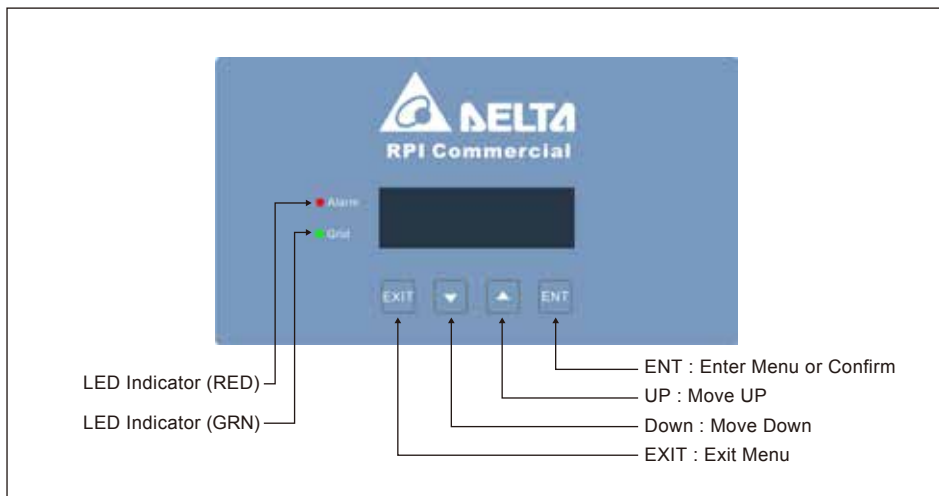 DELTA
RPI Commercial
Alarm
Grid
EXIT
ENT
LED Indicator (RED)
LED Indicator (GRN)
ENT : Enter Menu or Confirm
UP : Move UP
Down : Move Down
EXIT : Exit Menu